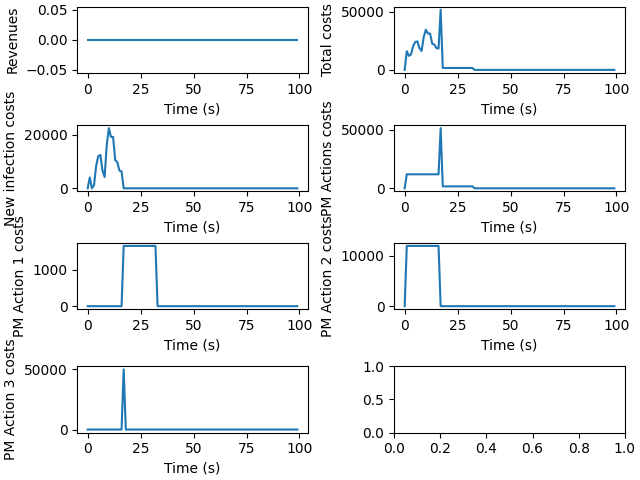 Revenues
0.05
0.00
−0.05
0 25 50 75 100
Time (s)
Total costs
50000
0
0 25 50 75 100
Time (s)
New infection costs
20000
0
0 25 50 75 100
Time (s)
PM Actions costs
50000
0
0 25 50 75 100
Time (s)
PM Action 1 costs
1000
0
0 25 50 75 100
Time (s)
PM Action 2 costs
10000
0
0 25 50 75 100
Time (s)
PM Action 3 costs
50000
0
0 25 50 75 100
Time (s)
1.0
0.5
0.0
0.0 0.2 0.4 0.6 0.8 1.0